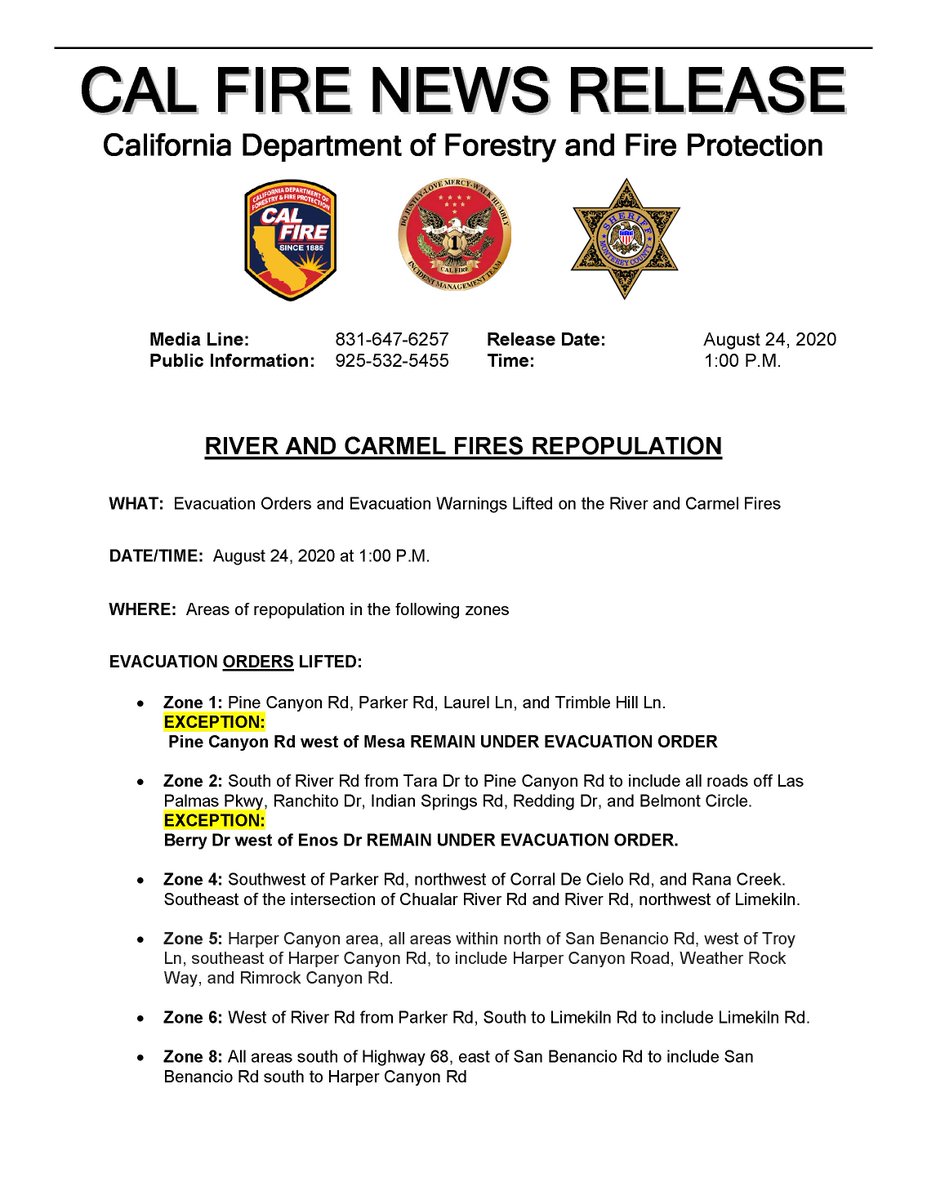 CAL FIRE NEWS RELEASE
California Department of Forestry and Fire Protection
CALIFORNIA DEPARTMENT OF
FORESTRY & FIRE PROTECTION
CAL
FIRE
SINCE 1885
DO JUSTLY-LOVE MERCY-WALK HUMBLY
1
CAL FIRE
INCIDENT MANAGEMENT TEAM
SHERIFF
MONTEREY COUNTY
Media Line: 831-647-6257 Release Date: August 24, 2020
Public Information: 925-532-5455 Time: 1:00 P.M.
RIVER AND CARMEL FIRES REPOPULATION
WHAT: Evacuation Orders and Evacuation Warnings Lifted on the River and Carmel Fires
DATE/TIME: August 24, 2020 at 1:00 P.M.
WHERE: Areas of repopulation in the following zones
EVACUATION ORDERS LIFTED:
• Zone 1: Pine Canyon Rd, Parker Rd, Laurel Ln, and Trimble Hill Ln.
EXCEPTION:
Pine Canyon Rd west of Mesa REMAIN UNDER EVACUATION ORDER
• Zone 2: South of River Rd from Tara Dr to Pine Canyon Rd to include all roads off Las
Palmas Pkwy, Ranchito Dr, Indian Springs Rd, Redding Dr, and Belmont Circle.
EXCEPTION:
Berry Dr west of Enos Dr REMAIN UNDER EVACUATION ORDER.
• Zone 4: Southwest of Parker Rd, northwest of Corral De Cielo Rd, and Rana Creek.
Southeast of the intersection of Chualar River Rd and River Rd, northwest of Limekiln.
• Zone 5: Harper Canyon area, all areas within north of San Benancio Rd, west of Troy
Ln, southeast of Harper Canyon Rd, to include Harper Canyon Road, Weather Rock
Way, and Rimrock Canyon Rd.
• Zone 6: West of River Rd from Parker Rd, South to Limekiln Rd to include Limekiln Rd.
• Zone 8: All areas south of Highway 68, east of San Benancio Rd to include San
Benancio Rd south to Harper Canyon Rd